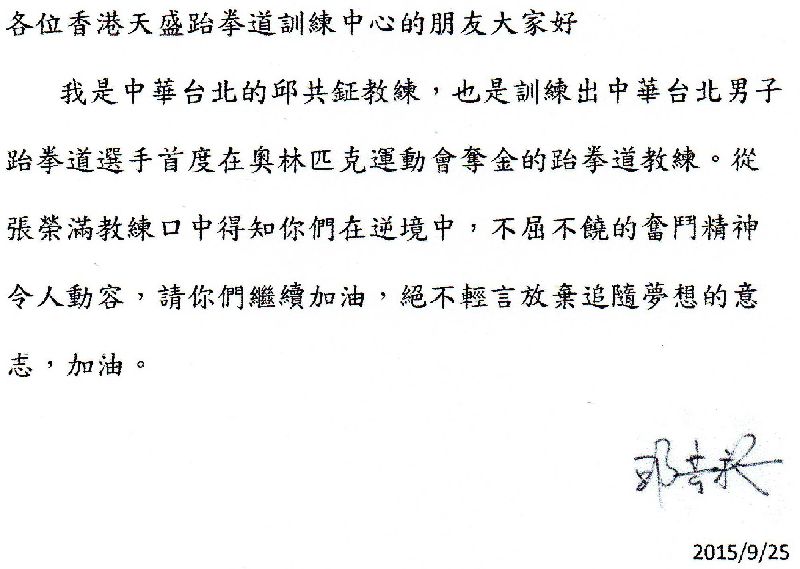 各位香港天盛跆拳道訓練中心的朋友大家好
我是中華台北的邱共鉦教練，也是訓練出中華台北男子
跆拳道選手首度在奧林匹克運動會奪金的跆拳道教練。從
張榮滿教練口中得知你們在逆境中，不屈不饒的奮鬥精神
令人動容，請你們繼續加油，絕不輕言放棄追隨夢想的意
志，加油。
邱共鉦
2015/9/25